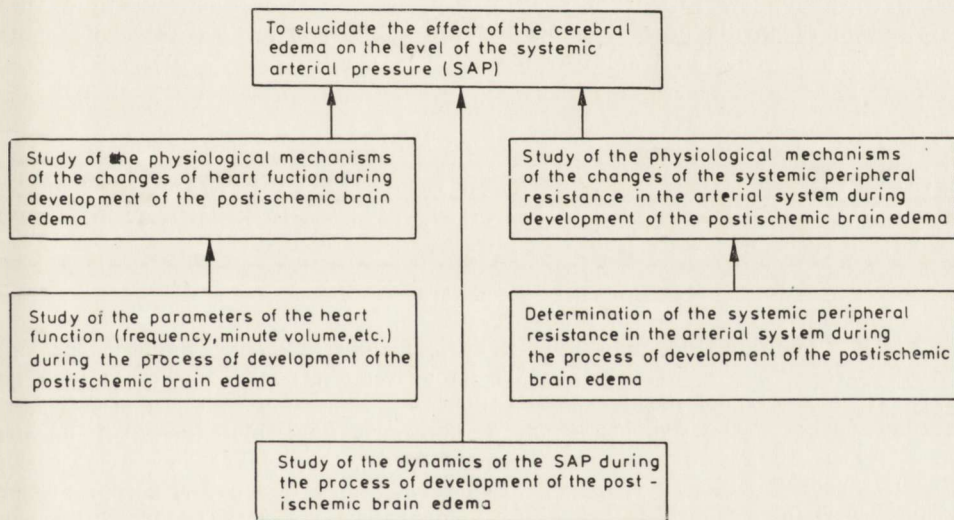 To elucidate the effect of the cerebral
edema on the level of the systemic
arterial pressure (SAP)
Study of the physiological mechanisms
of the changes of heart fuction during
development of the postischemic brain
edema
Study of the physiological mechanisms
of the changes of the systemic peripheral
resistance in the arterial system during
development of the postischemic brain edema
Study of the parameters of the heart
function (frequency, minute volume, etc.)
during the process of development of the
postischemic brain edema
Determination of the systemic peripheral
resistance in the arterial system during
the process of development of the postischemic
brain edema
Study of the dynamics of the SAP during
the process of development of the post -
ischemic brain edema